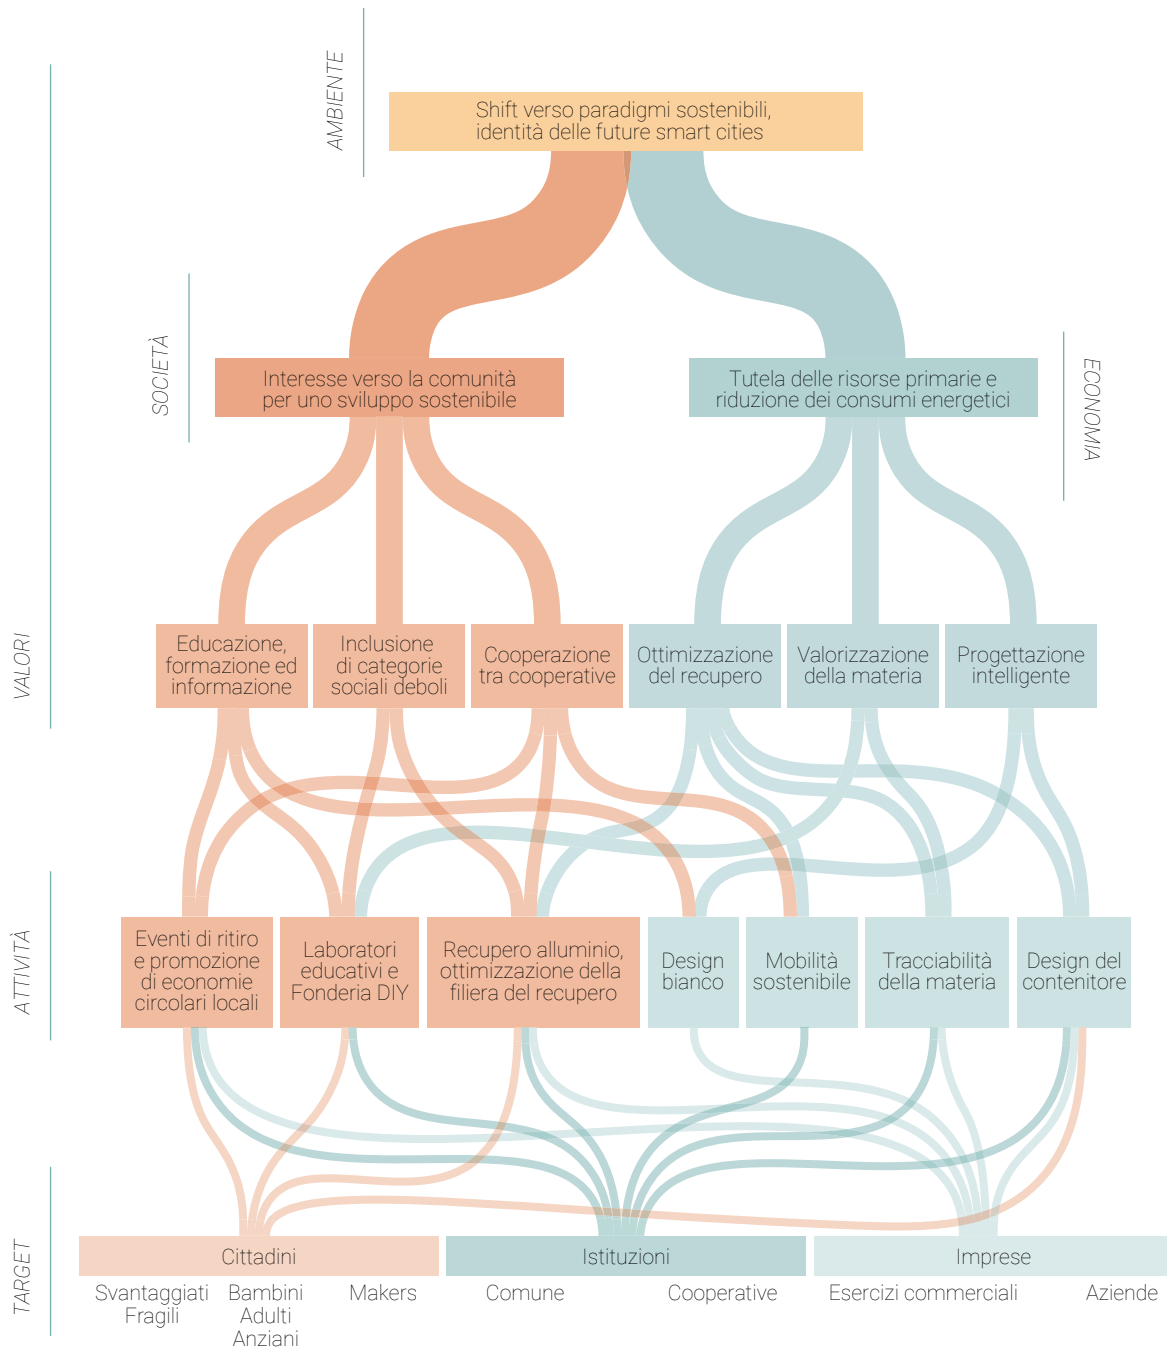 AMBIENTE
Shift verso paradigmi sostenibili,
identità delle future smart cities
SOCIETÀ
Interesse verso la comunità
per uno sviluppo sostenibile
Tutela delle risorse primarie e
riduzione dei consumi energetici
ECONOMIA
VALORI
Educazione,
formazione ed
informazione
Inclusione
di categorie
sociali deboli
Cooperazione
tra cooperative
Ottimizzazione
del recupero
Valorizzazione
della materia
Progettazione
intelligente
ATTIVITÀ
Eventi di ritiro
e promozione
di economie
circolari locali
Laboratori
educativi e
Fonderia DIY
Recupero alluminio,
ottimizzazione della
filiera del recupero
Design
bianco
Mobilità
sostenibile
Tracciabilità
della materia
Design del
contenitore
TARGET
Cittadini
Istituzioni
Imprese
Svantaggiati
Fragili
Bambini
Adulti
Anziani
Makers
Comune
Cooperative
Esercizi commerciali
Aziende